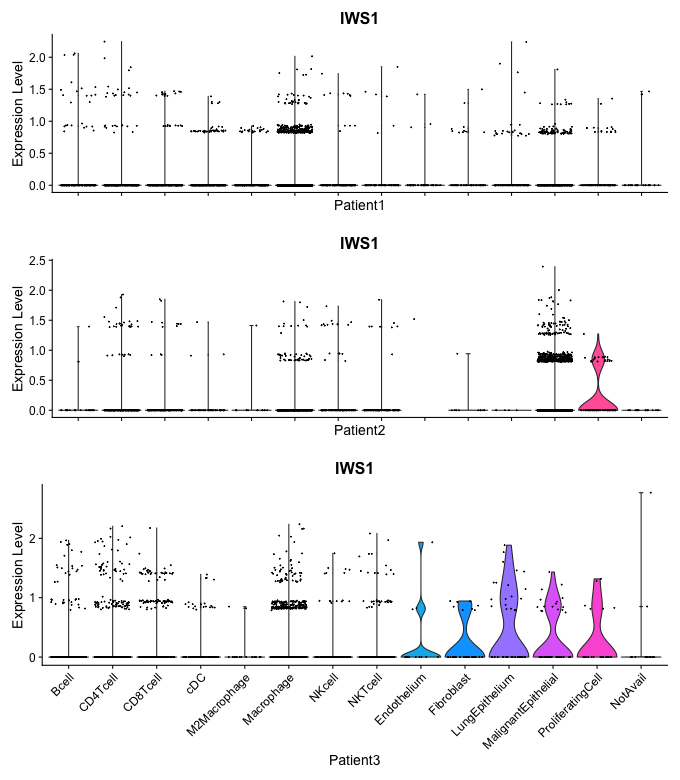 IWS1
Expression Level
2.0
1.5
1.0
0.5
0.0
Patient1
IWS1
Expression Level
2.5
2.0
1.5
1.0
0.5
0.0
Patient2
IWS1
Expression Level
2
1
0
Bcell
CD4Tcell
CD8Tcell
cDC
M2Macrophage
Macrophage
NKcell
NKTcell
Endothelium
Fibroblast
LungEpithelium
MalignantEpithelial
ProliferatingCell
NotAvail
Patient3